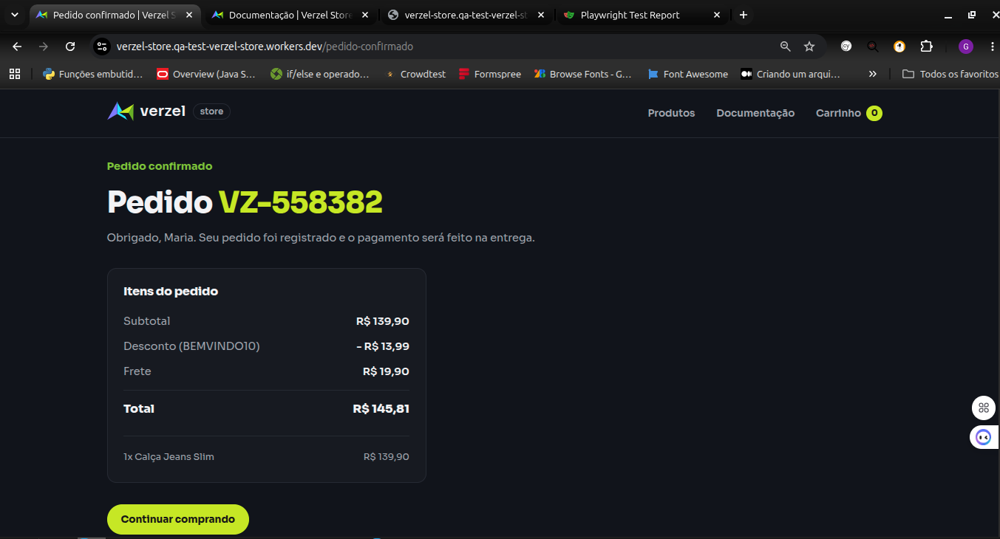 Pedido confirmado | Verzel S
Documentação | Verzel Store
verzel-store.qa-test-verzel-st
Playwright Test Report
verzel-store.qa-test-verzel-store.workers.dev/pedido-confirmado
G
Funções embutid...
Overview (Java S...
if/else e operado...
Crowdtest
Formspree
Browse Fonts - G...
Font Awesome
Criando um arqui...
Todos os favoritos
verzel store
Produtos
Documentação
Carrinho 0
Pedido confirmado
Pedido VZ-558382
Obrigado, Maria. Seu pedido foi registrado e o pagamento será feito na entrega.
Itens do pedido
Subtotal R$ 139,90
Desconto (BEMVINDO10) - R$ 13,99
Frete R$ 19,90
Total R$ 145,81
1x Calça Jeans Slim R$ 139,90
Continuar comprando